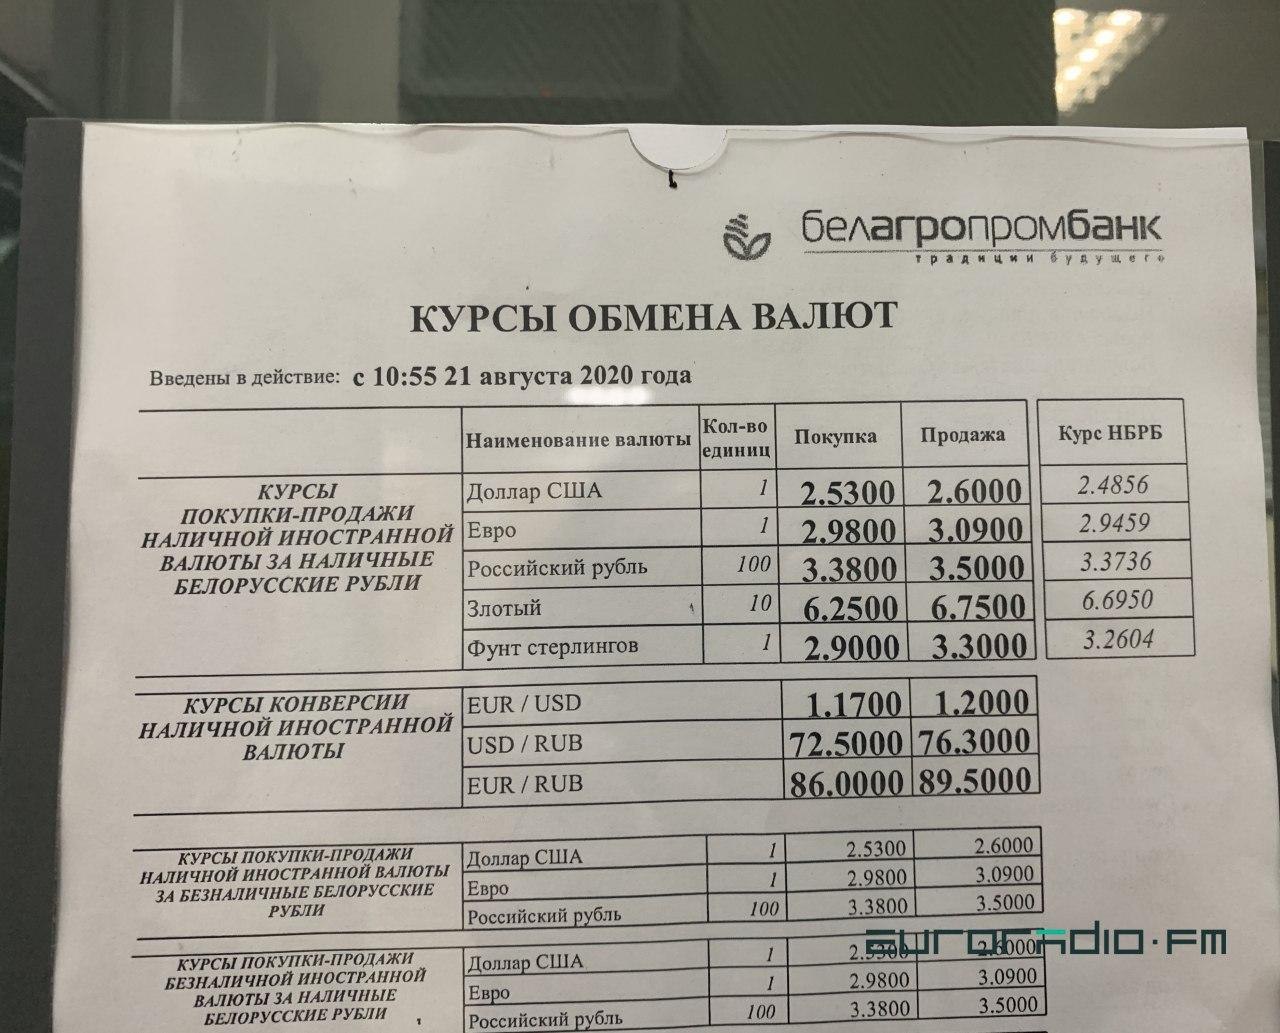 белагропромбанк
традиции будущего
КУРСЫ ОБМЕНА ВАЛЮТ
Введены в действие: с 10:55 21 августа 2020 года
Наименование валюты Кол-во единиц Покупка Продажа Курс НБРБ
КУРСЫ
ПОКУПКИ-ПРОДАЖИ
НАЛИЧНОЙ ИНОСТРАННОЙ
ВАЛЮТЫ ЗА НАЛИЧНЫЕ
БЕЛОРУССКИЕ РУБЛИ
Доллар США 1 2.5300 2.6000 2.4856
Евро 1 2.9800 3.0900 2.9459
Российский рубль 100 3.3800 3.5000 3.3736
Злотый 10 6.2500 6.7500 6.6950
Фунт стерлингов 1 2.9000 3.3000 3.2604
КУРСЫ КОНВЕРСИИ
НАЛИЧНОЙ ИНОСТРАННОЙ
ВАЛЮТЫ
EUR / USD 1.1700 1.2000
USD / RUB 72.5000 76.3000
EUR / RUB 86.0000 89.5000
КУРСЫ ПОКУПКИ-ПРОДАЖИ
НАЛИЧНОЙ ИНОСТРАННОЙ ВАЛЮТЫ
ЗА БЕЗНАЛИЧНЫЕ БЕЛОРУССКИЕ
РУБЛИ
Доллар США 1 2.5300 2.6000
Евро 1 2.9800 3.0900
Российский рубль 100 3.3800 3.5000
КУРСЫ ПОКУПКИ-ПРОДАЖИ
БЕЗНАЛИЧНОЙ ИНОСТРАННОЙ
ВАЛЮТЫ ЗА НАЛИЧНЫЕ
БЕЛОРУССКИЕ РУБЛИ
Доллар США 1 2.5300 2.6000
Евро 1 2.9800 3.0900
Российский рубль 100 3.3800 3.5000
euroradio.fm